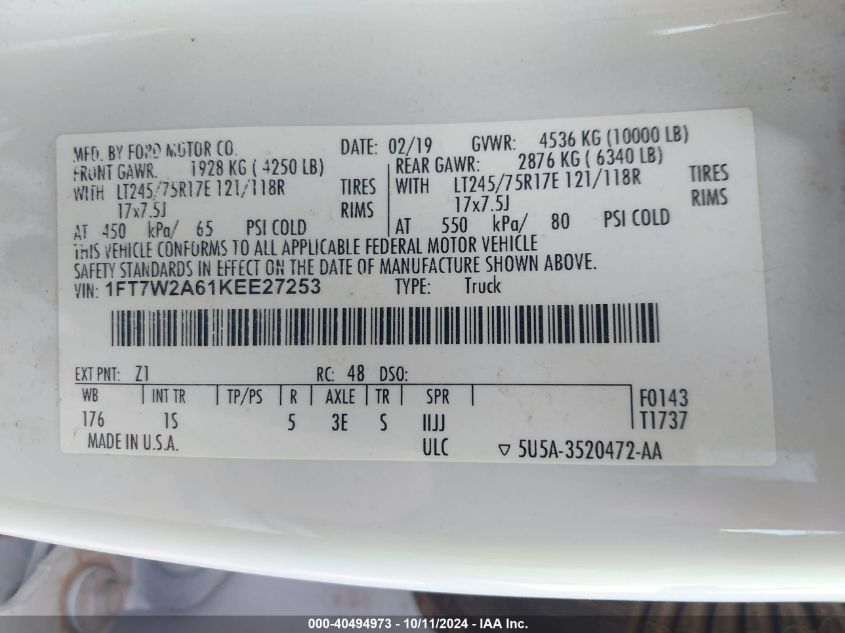 MFD. BY FORD MOTOR CO. DATE: 02/19 GVWR: 4536 KG (10000 LB)
FRONT GAWR: 1928 KG ( 4250 LB) REAR GAWR: 2876 KG ( 6340 LB)
WITH LT245/75R17E 121/118R TIRES WITH LT245/75R17E 121/118R TIRES
17x7.5J RIMS 17x7.5J RIMS
AT 450 kPa/ 65 PSI COLD AT 550 kPa/ 80 PSI COLD
THIS VEHICLE CONFORMS TO ALL APPLICABLE FEDERAL MOTOR VEHICLE
SAFETY STANDARDS IN EFFECT ON THE DATE OF MANUFACTURE SHOWN ABOVE.
VIN: 1FT7W2A61KEE27253 TYPE: Truck
EXT PNT: Z1 RC: 48 DSO:
WB INT TR TP/PS R AXLE TR SPR F0143
176 1S 5 3E S IIJJ T1737
MADE IN U.S.A. ULC ▽ 5U5A-3520472-AA
000-40494973 - 10/11/2024 - IAA Inc.